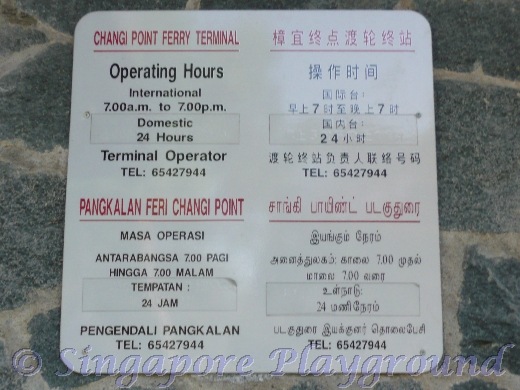 CHANGI POINT FERRY TERMINAL
Operating Hours
International
7.00a.m. to 7.00p.m.
Domestic
24 Hours
Terminal Operator
TEL: 65427944
樟宜终点渡轮终站
操作时间
国际台:
早上7时至晚上7时
国内台:
24小时
渡轮终站负责人联络号码
TEL: 65427944
PANGKALAN FERI CHANGI POINT
MASA OPERASI
ANTARABANGSA 7.00 PAGI
HINGGA 7.00 MALAM
TEMPATAN :
24 JAM
PENGENDALI PANGKALAN
TEL: 65427944
சாங்கி பாயிண்ட் படகுதுறை
இயங்கும் நேரம்
அனைத்துலகம்: காலை 7.00 முதல்
மாலை 7.00 வரை
உள்நாடு:
24 மணிநேரம்
படகுதுறை இயக்குனர் தொலைபேசி
TEL: 65427944
© Singapore Playground ©